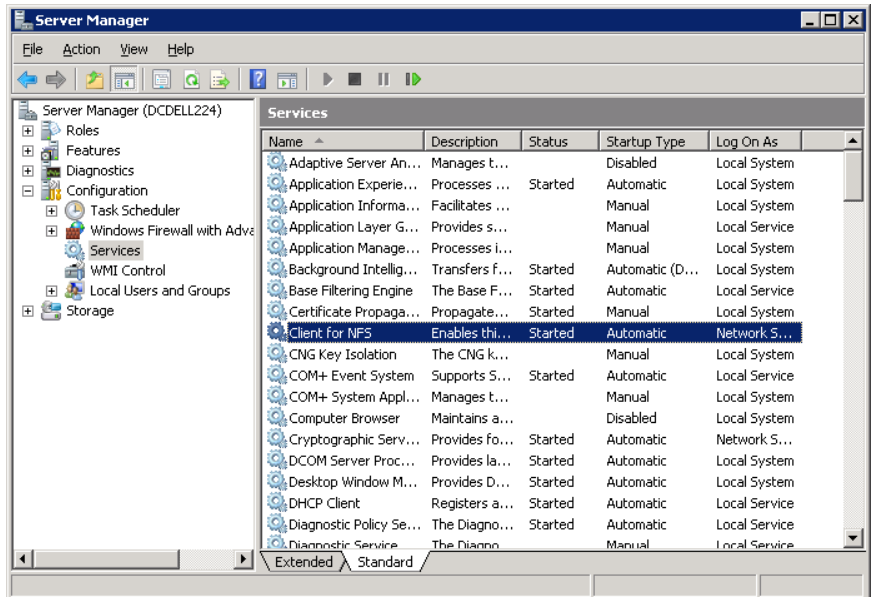 Server Manager
File Action View Help
Server Manager (DCDELL224)
Roles
Features
Diagnostics
Configuration
Task Scheduler
Windows Firewall with Adva
Services
WMI Control
Local Users and Groups
Storage
Services
Name Description Status Startup Type Log On As
Adaptive Server An... Manages t... Disabled Local System
Application Experie... Processes ... Started Automatic Local System
Application Informa... Facilitates ... Manual Local System
Application Layer G... Provides s... Manual Local Service
Application Manage... Processes i... Manual Local System
Background Intellig... Transfers f... Started Automatic (D... Local System
Base Filtering Engine The Base F... Started Automatic Local Service
Certificate Propaga... Propagate... Started Manual Local System
Client for NFS Enables thi... Started Automatic Network S...
CNG Key Isolation The CNG k... Manual Local System
COM+ Event System Supports S... Started Automatic Local Service
COM+ System Appl... Manages t... Manual Local System
Computer Browser Maintains a... Disabled Local System
Cryptographic Serv... Provides fo... Started Automatic Network S...
DCOM Server Proc... Provides la... Started Automatic Local System
Desktop Window M... Provides D... Started Automatic Local System
DHCP Client Registers a... Started Automatic Local Service
Diagnostic Policy Se... The Diagno... Started Automatic Local Service
Diagnostic Service The Diagno Manual Local Service
Extended Standard